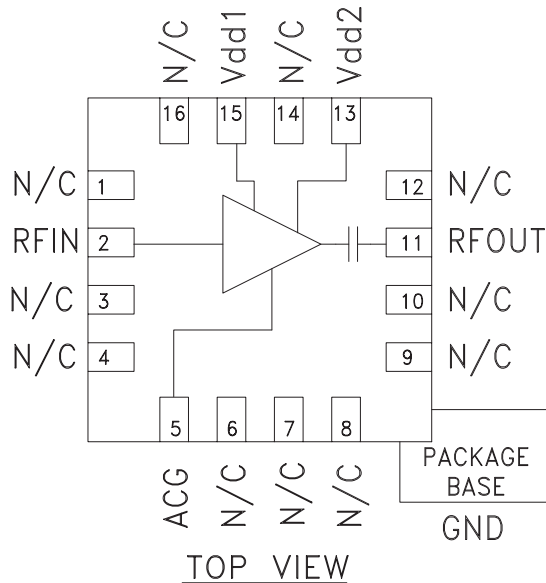 N/C Vdd1 N/C Vdd2
16 15 14 13
N/C 1 12 N/C
RFIN 2 11 RFOUT
N/C 3 10 N/C
N/C 4 9 N/C
5 6 7 8
ACG N/C N/C N/C
PACKAGE
BASE
GND
TOP VIEW